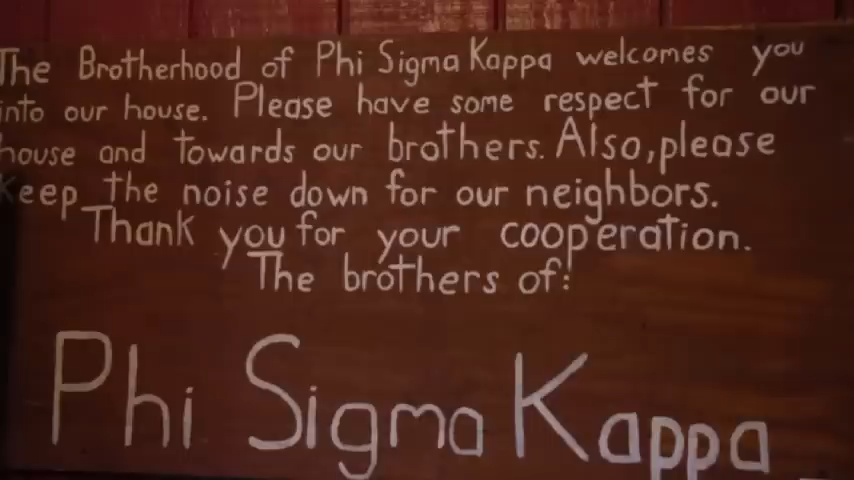 The Brotherhood of Phi Sigma Kappa welcomes you
into our house. Please have some respect for our
house and towards our brothers. Also, please
Keep the noise down for our neighbors.
Thank you for your cooperation.
The brothers of:
Phi Sigma Kappa